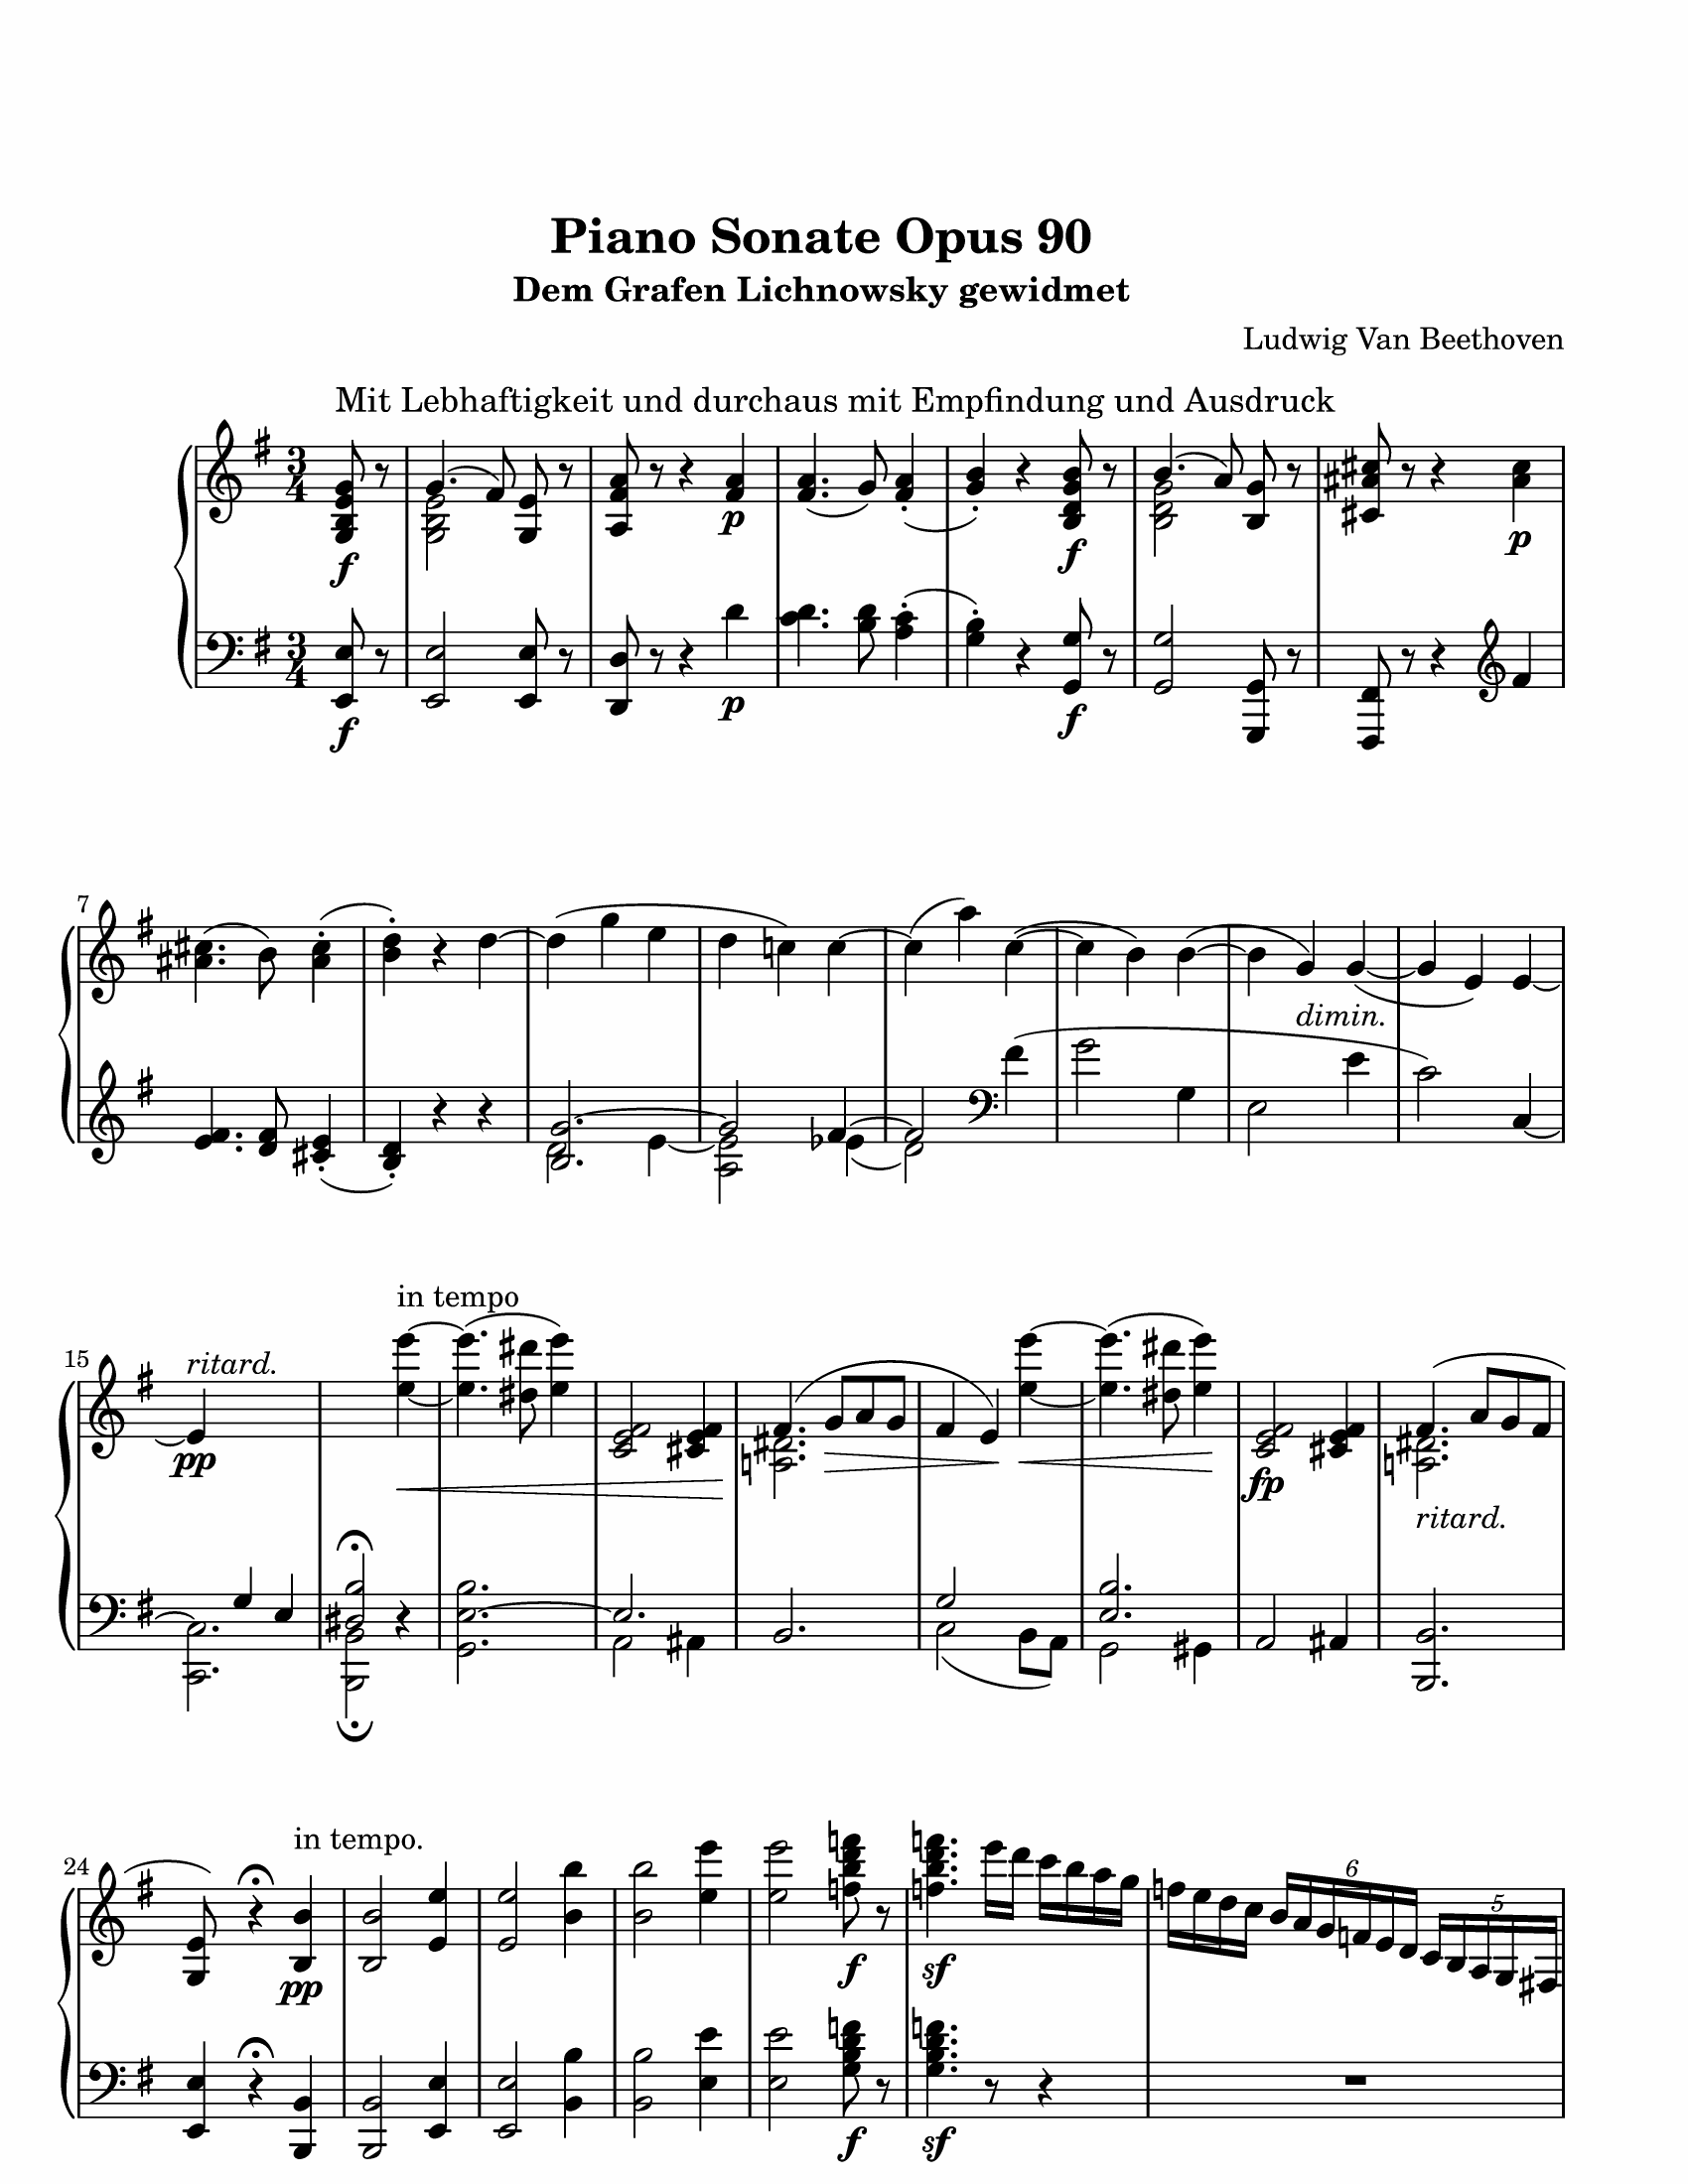 Piano Sonate Opus 90
Dem Grafen Lichnowsky gewidmet
Ludwig Van Beethoven
Mit Lebhaftigkeit und durchaus mit Empfindung und Ausdruck
3 4
f p f p
3 4
f p f
7
dimin.
15
in tempo
ritard.
pp fp
ritard.
24
in tempo.
6
5
pp f sf
f sf